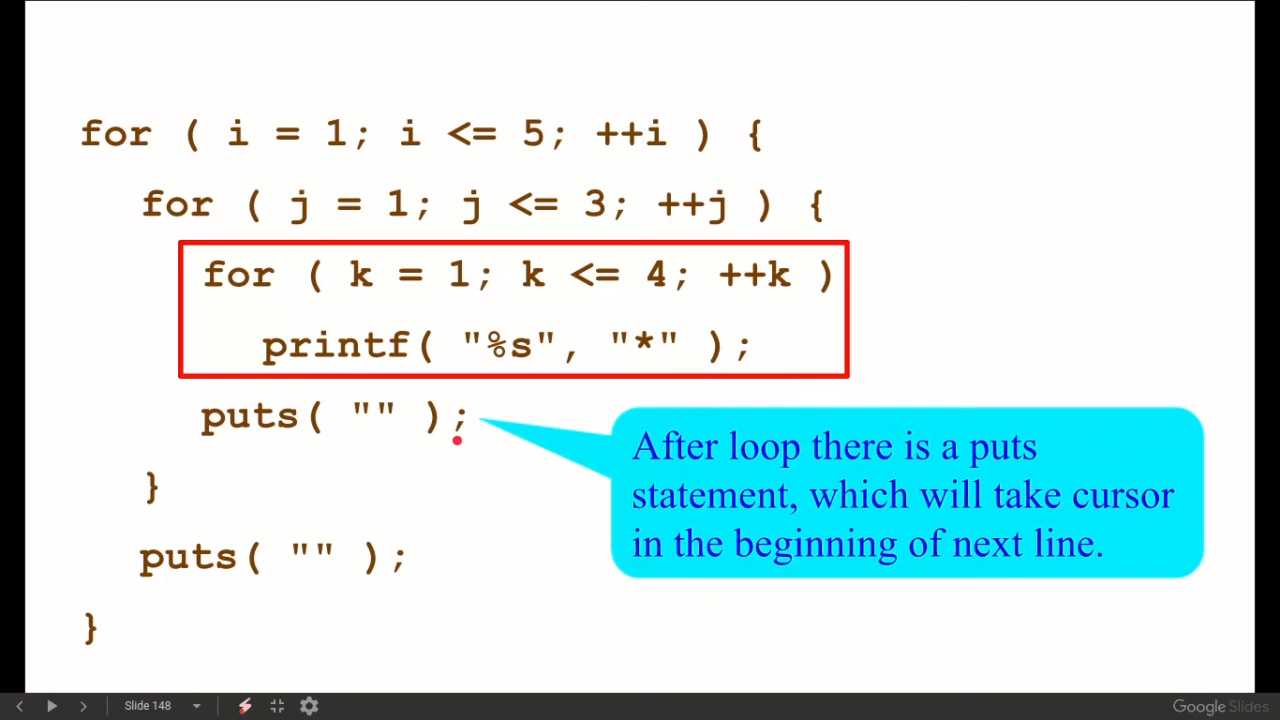 for ( i = 1; i <= 5; ++i ) {
for ( j = 1; j <= 3; ++j ) {
for ( k = 1; k <= 4; ++k )
printf( "%s", "*" );
puts( "" );
After loop there is a puts
statement, which will take cursor
in the beginning of next line.
}
puts( "" );
}
Slide 148
Google Slides